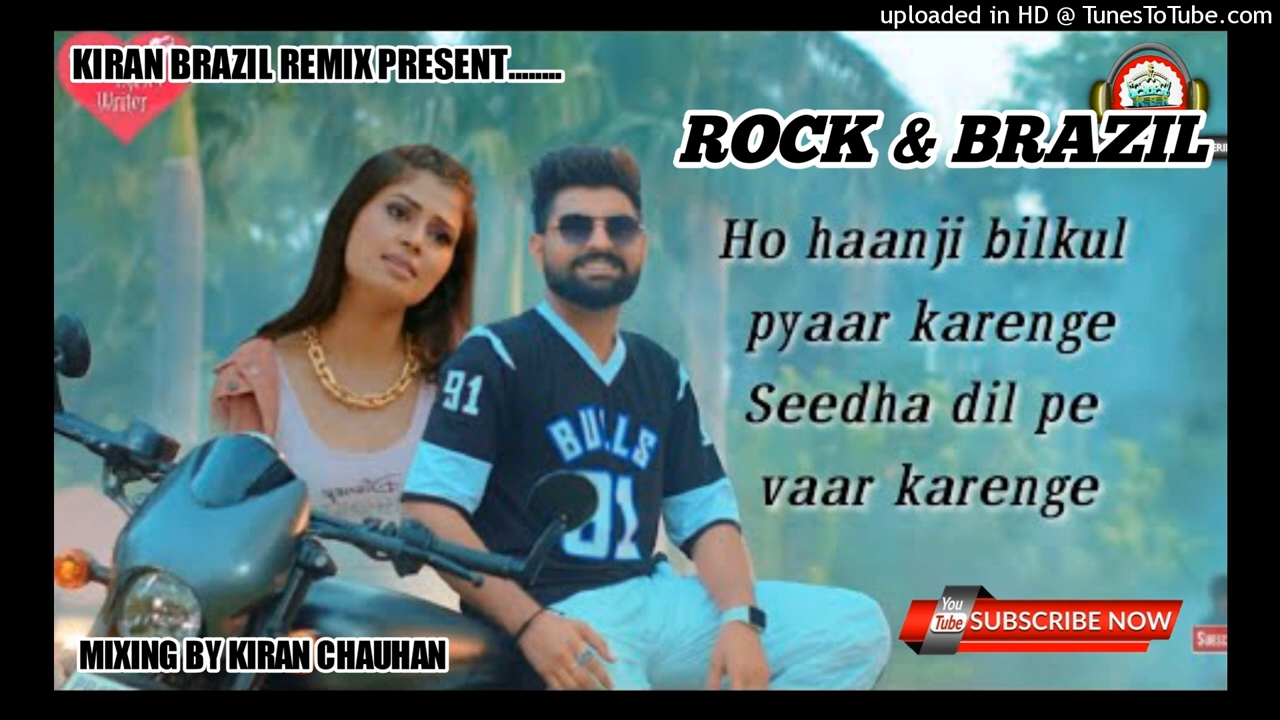 uploaded in HD @ TunesToTube.com
KIRAN BRAZIL REMIX PRESENT........
Writer
ROCK & BRAZIL
Ho haanji bilkul
pyaar karenge
Seedha dil pe
vaar karenge
91
BULLS
91
You
Tube
SUBSCRIBE NOW
MIXING BY KIRAN CHAUHAN